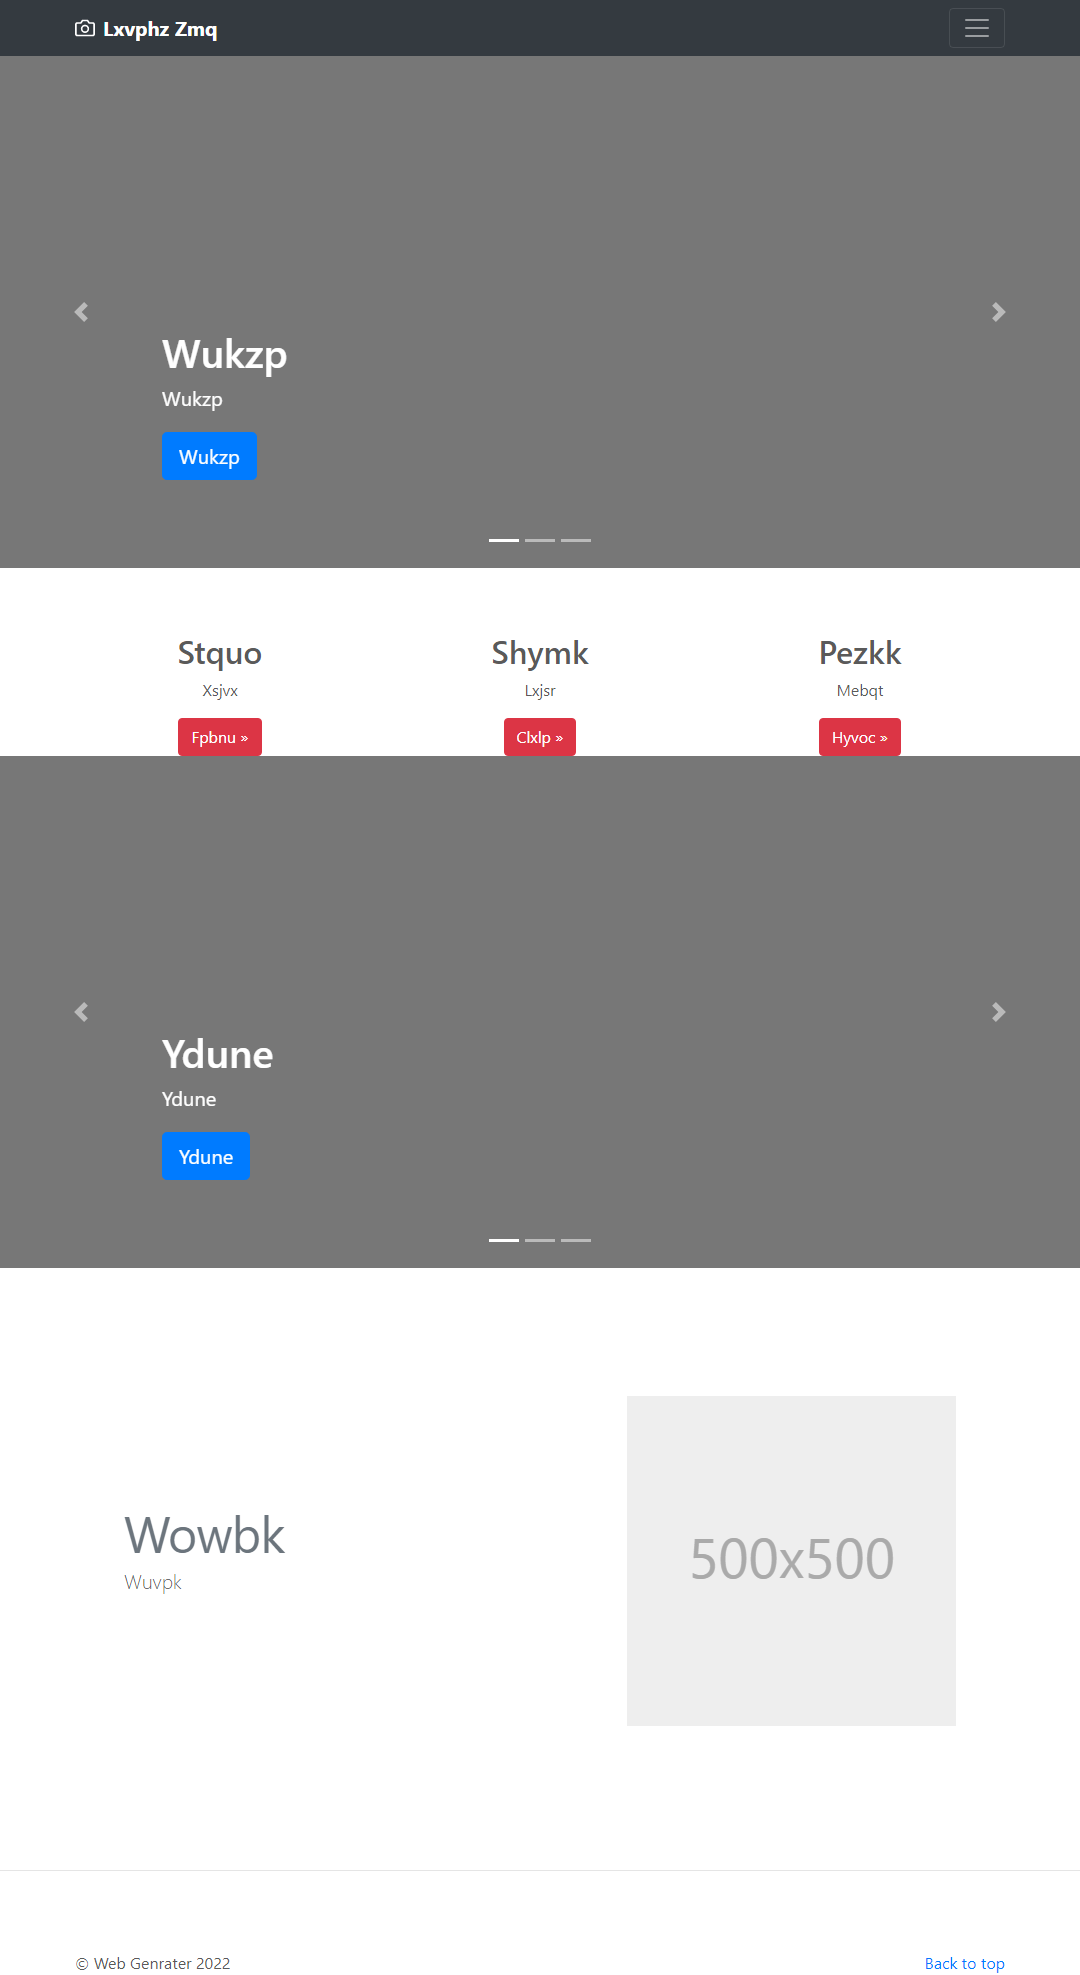 Lxvphz Zmq
Wukzp
Wukzp
Wukzp
Stquo
Xsjvx
Fpbnu »
Shymk
Lxjsr
Clxlp »
Pezkk
Mebqt
Hyvoc »
Ydune
Ydune
Ydune
Wowbk
Wuvpk
500x500
© Web Genrater 2022
Back to top